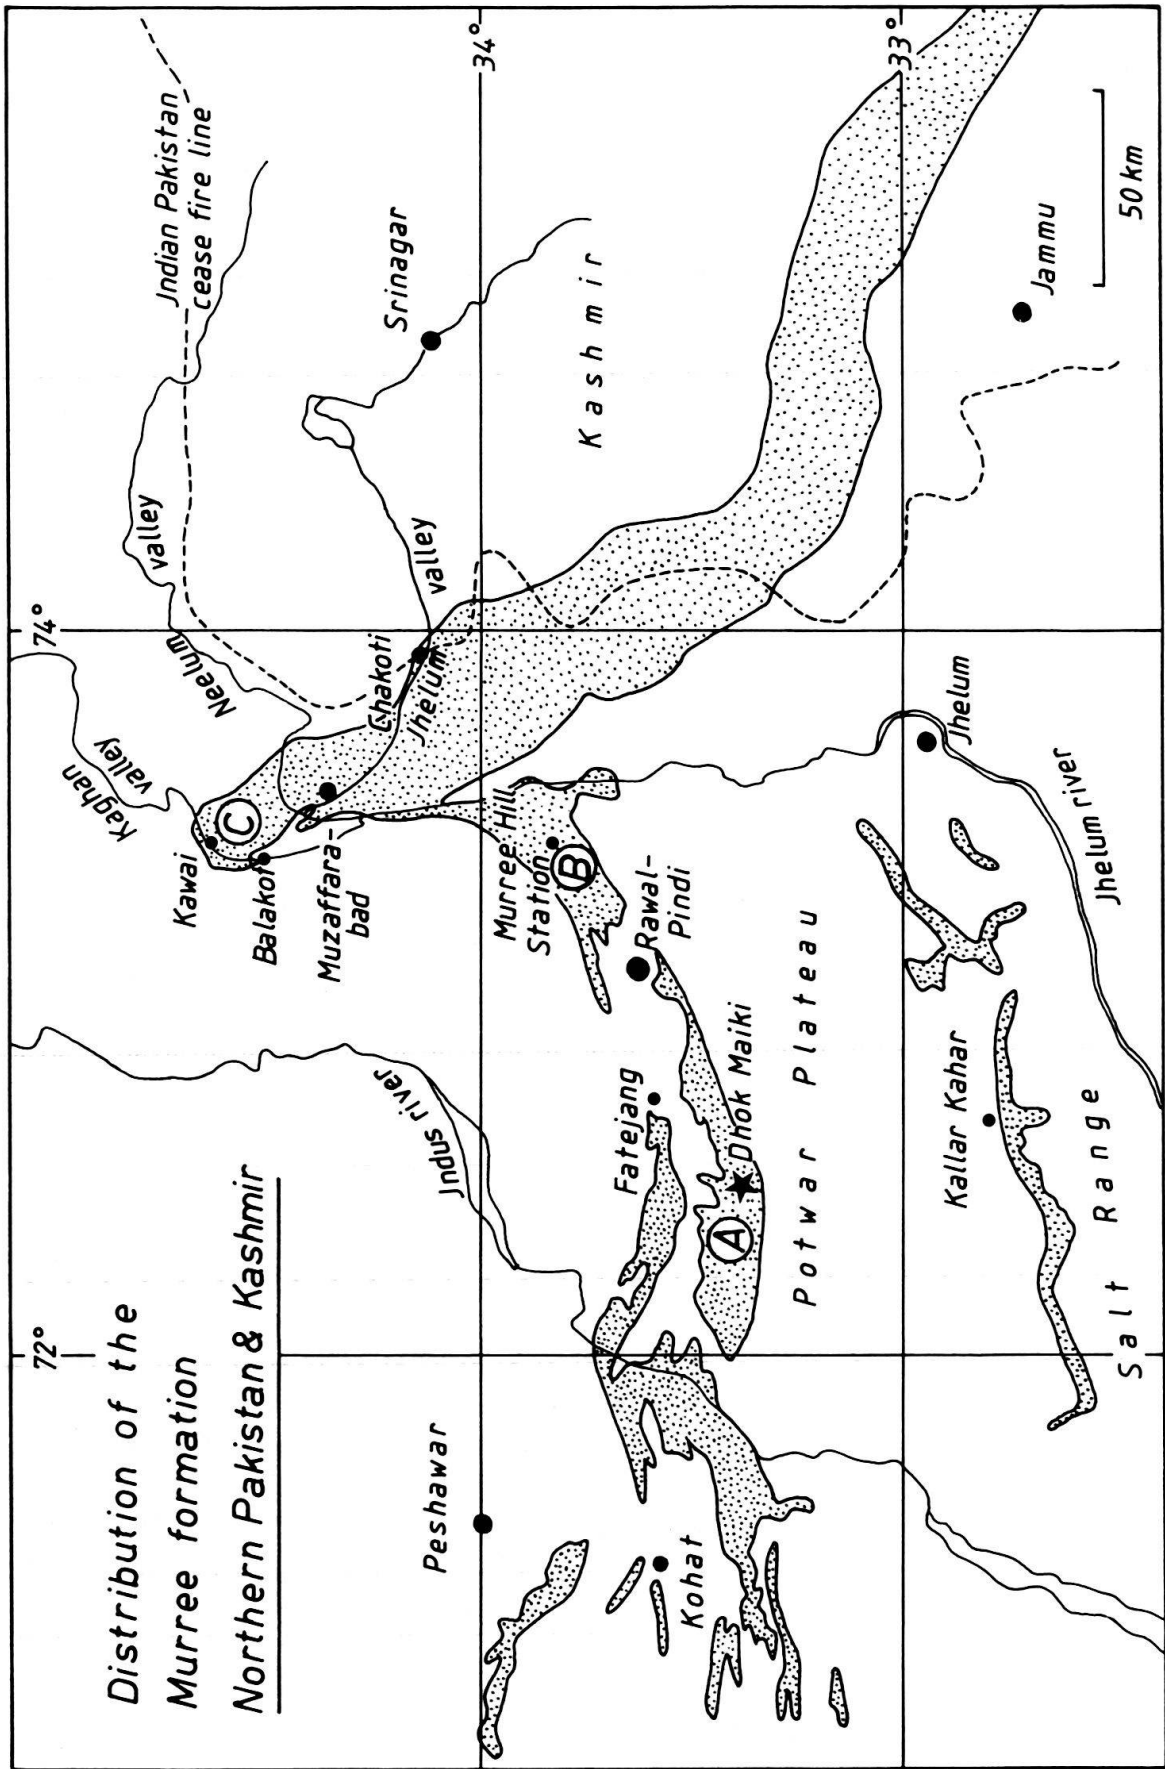 Distribution of the
Murree formation
Northern Pakistan & Kashmir
72°
74°
34°
33°
Jndian Pakistan
cease fire line
Kaghan
valley
Neelum
valley
Kawai
Balakot
Muzaffara-
bad
Chakoti
Jhelum
valley
Srinagar
Kashmir
C
Jndus river
Peshawar
Murree Hill
Station
B
Rawal-
Pindi
Fatejang
Dhok Maiki
A
Kohat
Potwar Plateau
Jhelum
Jhelum river
Jammu
Kallar Kahar
Salt Range
50 km